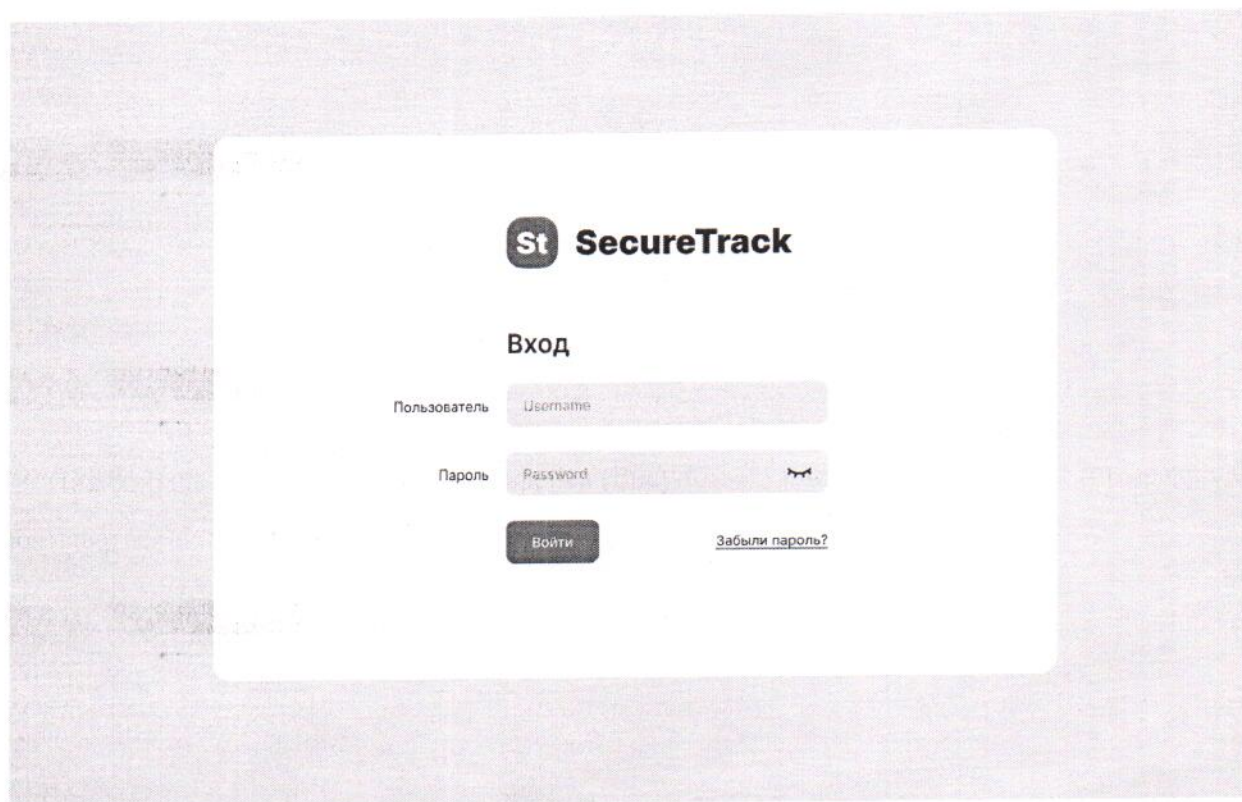 St SecureTrack
Вход
Пользователь Username
Пароль Password
Войти Забыли пароль?